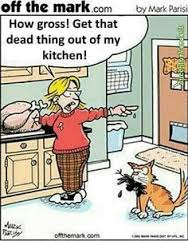 off the mark.com by Mark Parisi
How gross! Get that
dead thing out of my
kitchen!
offthemark.com